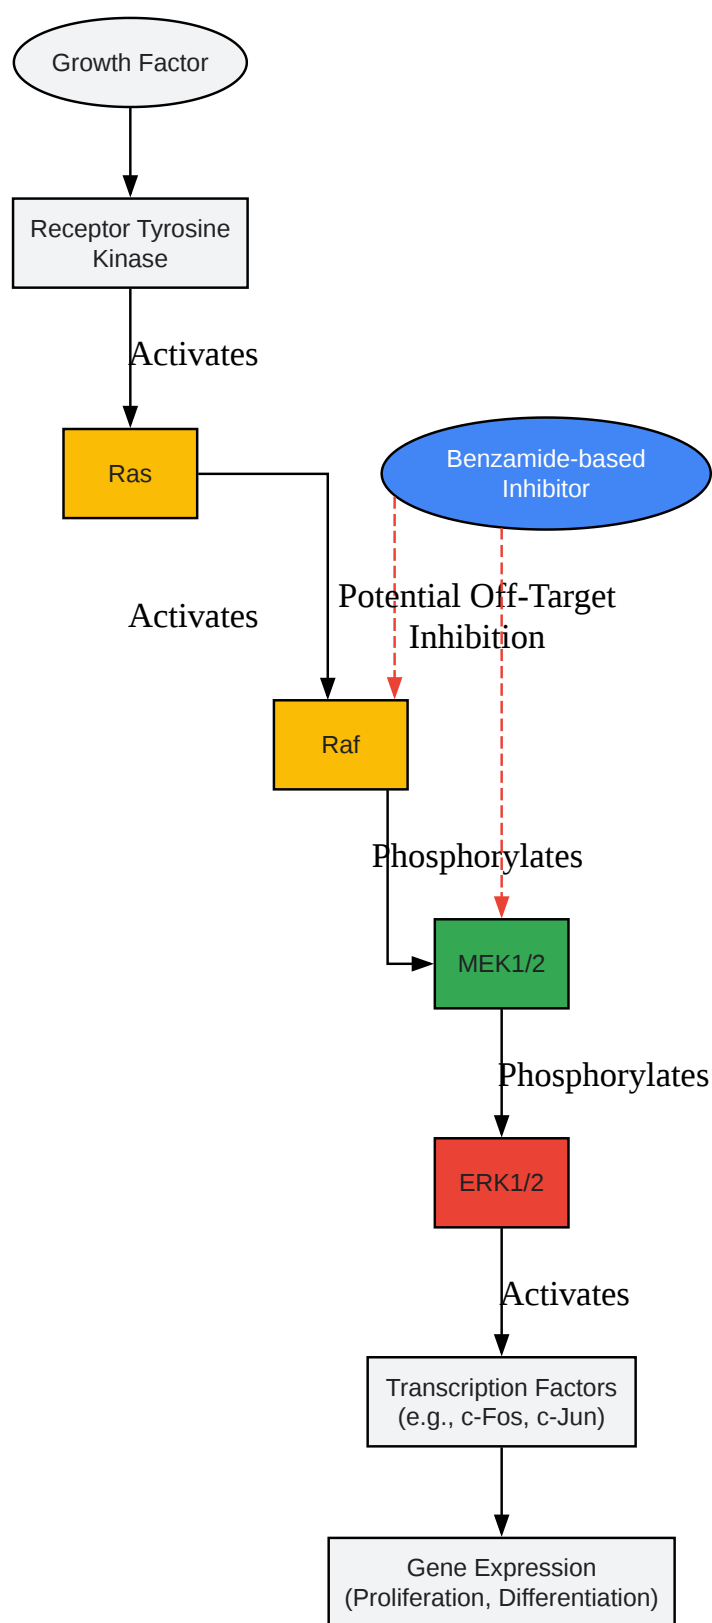 Growth Factor
Receptor Tyrosine
Kinase
Activates
Ras
Benzamide-based
Inhibitor
Activates
Potential Off-Target
Inhibition
Raf
Phosphorylates
MEK1/2
Phosphorylates
ERK1/2
Activates
Transcription Factors
(e.g., c-Fos, c-Jun)
Gene Expression
(Proliferation, Differentiation)